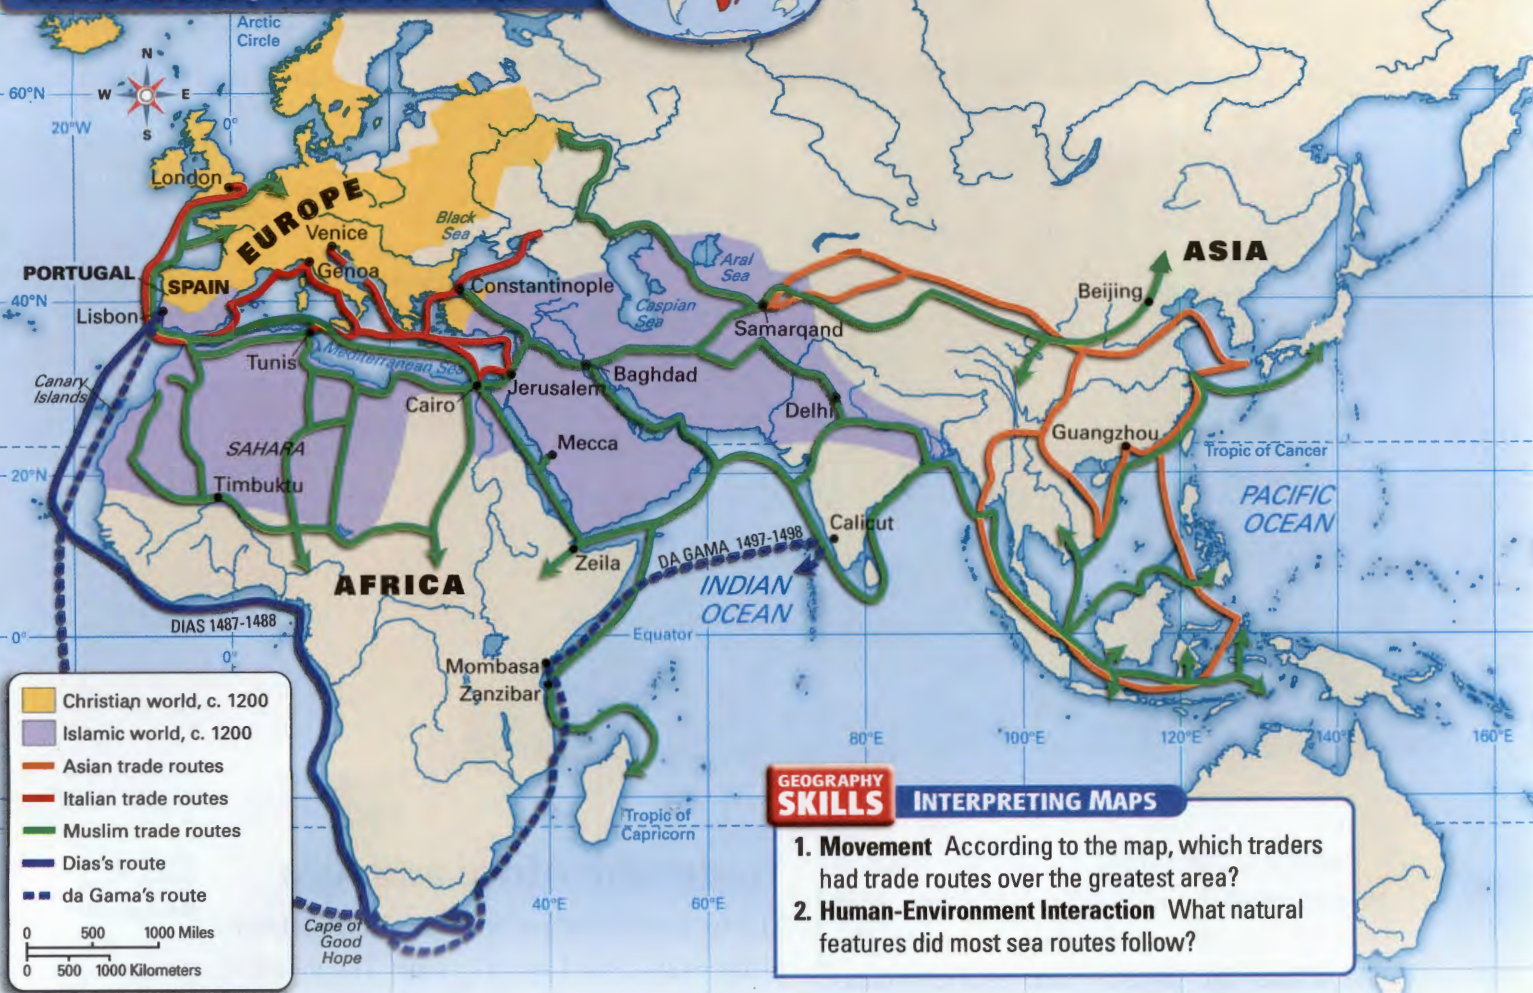 Arctic
Circle
N
W
E
S
60°N
20°W
0°
London
EUROPE
Venice
Black
Sea
PORTUGAL
SPAIN
Genoa
Constantinople
ASIA
Aral
Sea
Beijing
40°N
Lisbon
Caspian
Sea
Samarqand
Tunis
Mediterranean Sea
Canary
Islands
Jerusalem
Baghdad
Cairo
Delhi
Mecca
Guangzhou
SAHARA
Tropic of Cancer
20°N
Timbuktu
PACIFIC
OCEAN
Calicut
DA GAMA 1497-1498
Zeila
AFRICA
INDIAN
OCEAN
DIAS 1487-1488
Equator
0°
0°
Mombasa
Zanzibar
80°E
100°E
120°E
140°E
160°E
Christian world, c. 1200
Islamic world, c. 1200
Asian trade routes
Italian trade routes
Muslim trade routes
Dias's route
da Gama's route
0 500 1000 Miles
0 500 1000 Kilometers
Tropic of
Capricorn
40°E
60°E
Cape of
Good
Hope
GEOGRAPHY
SKILLS
INTERPRETING MAPS
1. Movement According to the map, which traders
had trade routes over the greatest area?
2. Human-Environment Interaction What natural
features did most sea routes follow?